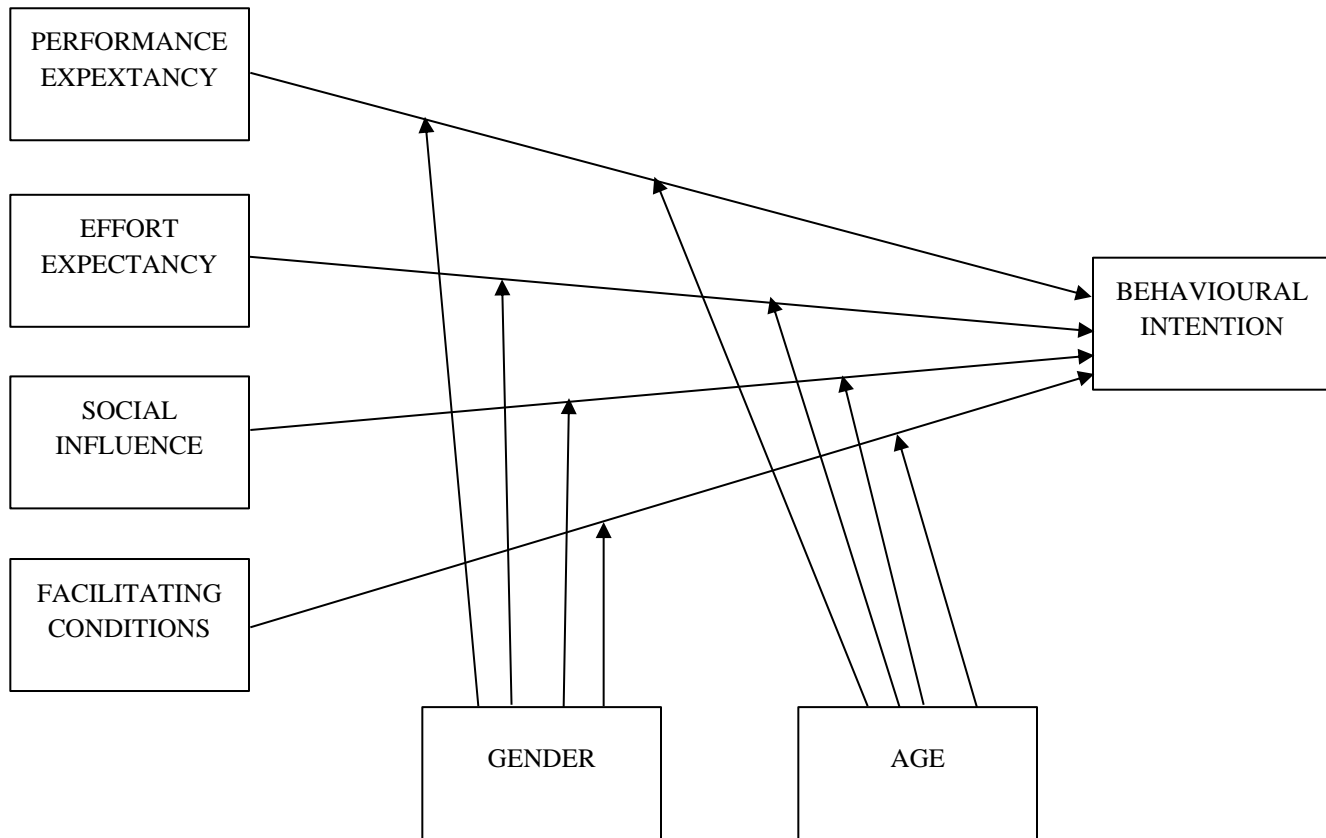 PERFORMANCE
EXPEXTANCY
EFFORT
EXPECTANCY
SOCIAL
INFLUENCE
FACILITATING
CONDITIONS
BEHAVIOURAL
INTENTION
GENDER
AGE